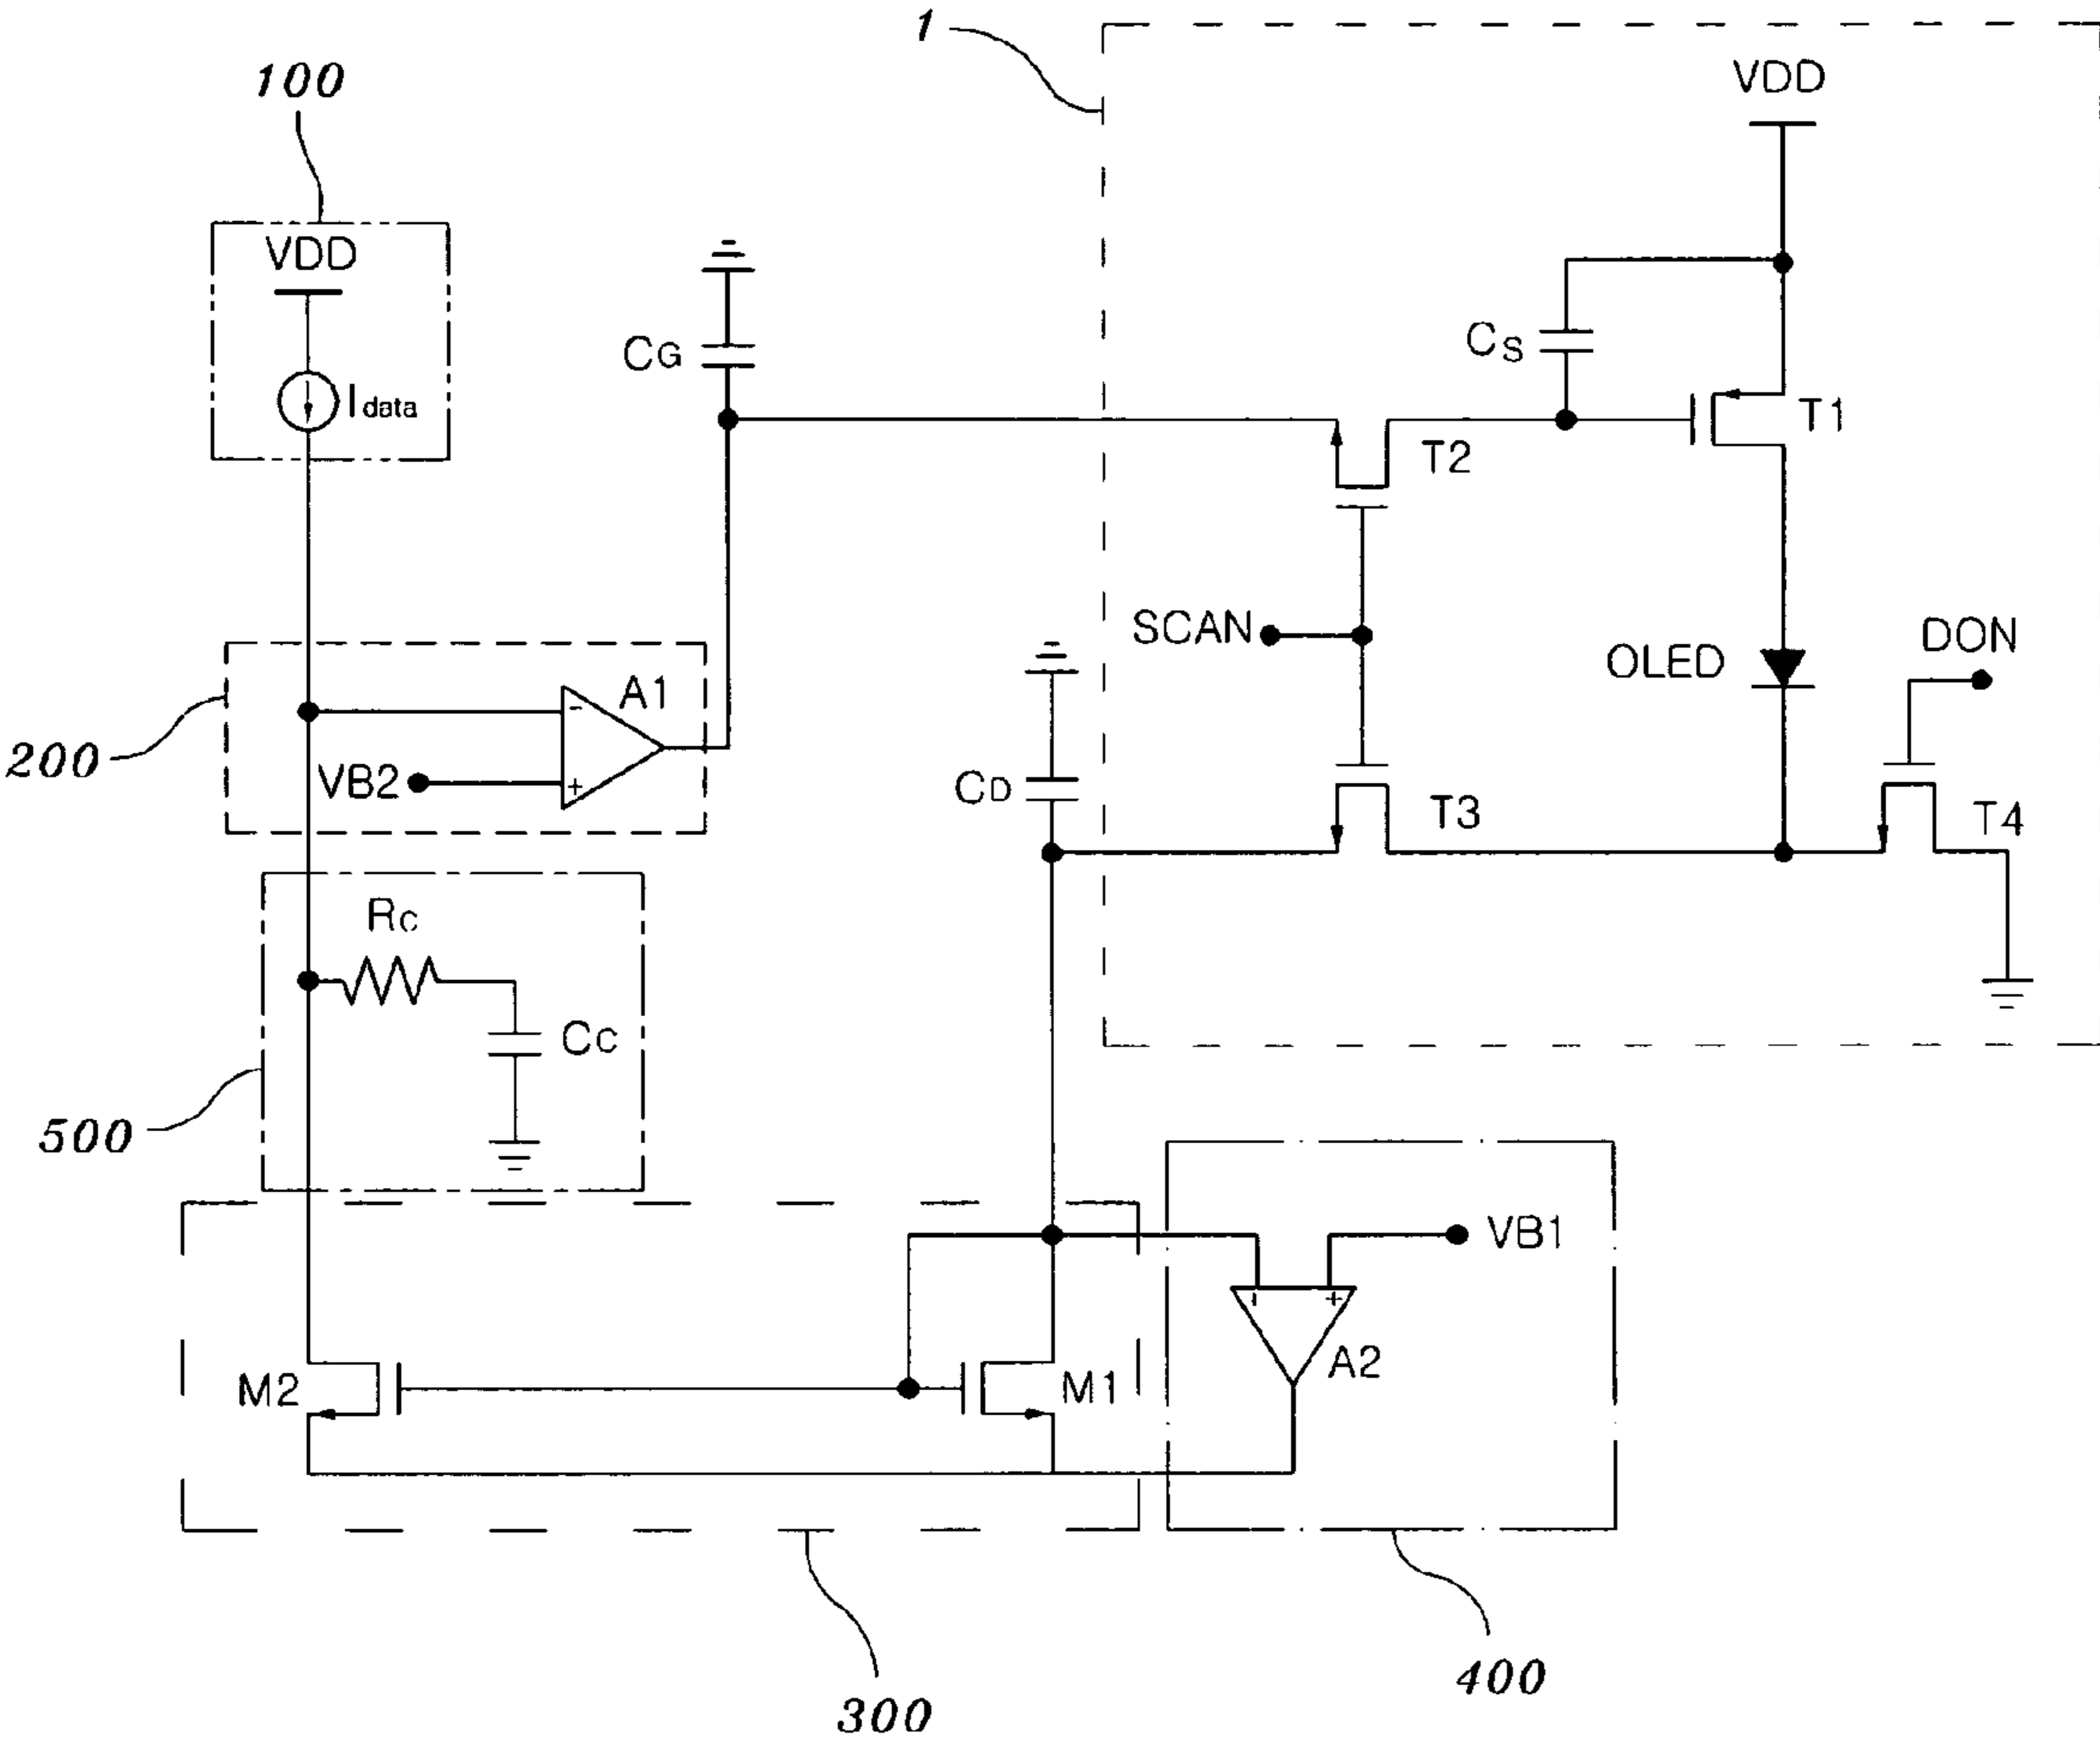 1
100
VDD
VDD
CG
CS
Idata
T1
T2
SCAN
DON
OLED
A1
-
200
VB2
+
CD
T3
T4
RC
CC
500
VB1
- +
A2
M2
M1
400
300